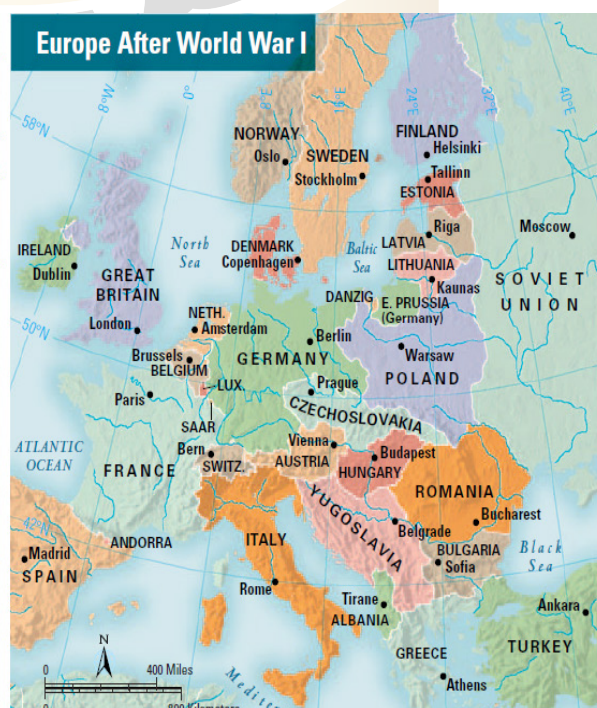 Europe After World War I
8°W
0°
8°E
16°E
24°E
32°E
40°E
58°N
NORWAY
Oslo
SWEDEN
Stockholm
FINLAND
Helsinki
Tallinn
ESTONIA
Riga
LATVIA
Moscow
IRELAND
Dublin
GREAT
BRITAIN
London
North
Sea
DENMARK
Copenhagen
Baltic
Sea
LITHUANIA
Kaunas
SOVIET
UNION
DANZIG
E. PRUSSIA
(Germany)
50°N
NETH.
Amsterdam
Berlin
Brussels
BELGIUM
GERMANY
Warsaw
POLAND
LUX.
Prague
Paris
CZECHOSLOVAKIA
SAAR
ATLANTIC
OCEAN
Bern
SWITZ.
Vienna
AUSTRIA
Budapest
HUNGARY
FRANCE
ROMANIA
Bucharest
YUGOSLAVIA
Belgrade
42°N
ANDORRA
ITALY
BULGARIA
Sofia
Black
Sea
Madrid
SPAIN
Rome
Tirane
ALBANIA
Ankara
TURKEY
GREECE
Athens
N
0
400 Miles
0
800 Kilometers
Medite